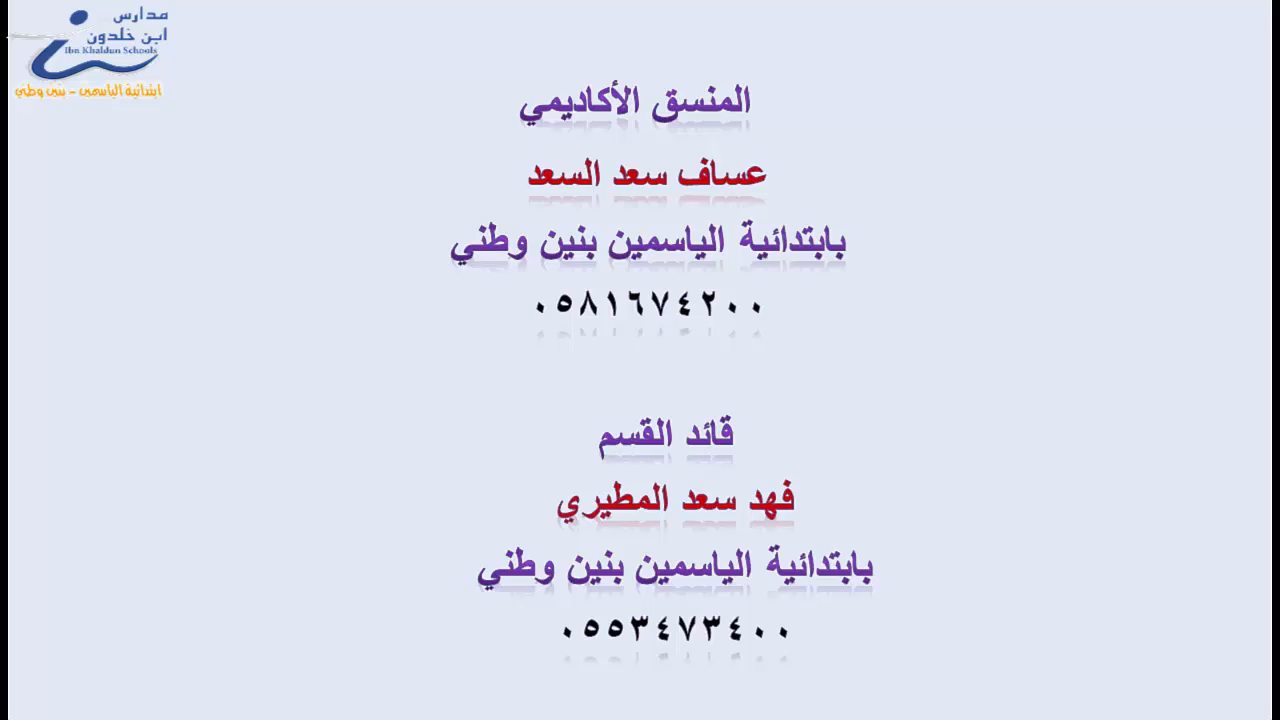 مدارس
ابن خلدون
Ibn Khaldun Schools
ابتدائية الياسمين - بنين وطني
المنسق الأكاديمي
عساف سعد السعد
بابتدائية الياسمين بنين وطني
٠٥٨١٦٧٤٢٠٠
قائد القسم
فهد سعد المطيري
بابتدائية الياسمين بنين وطني
٠٥٥٣٤٧٣٤٠٠